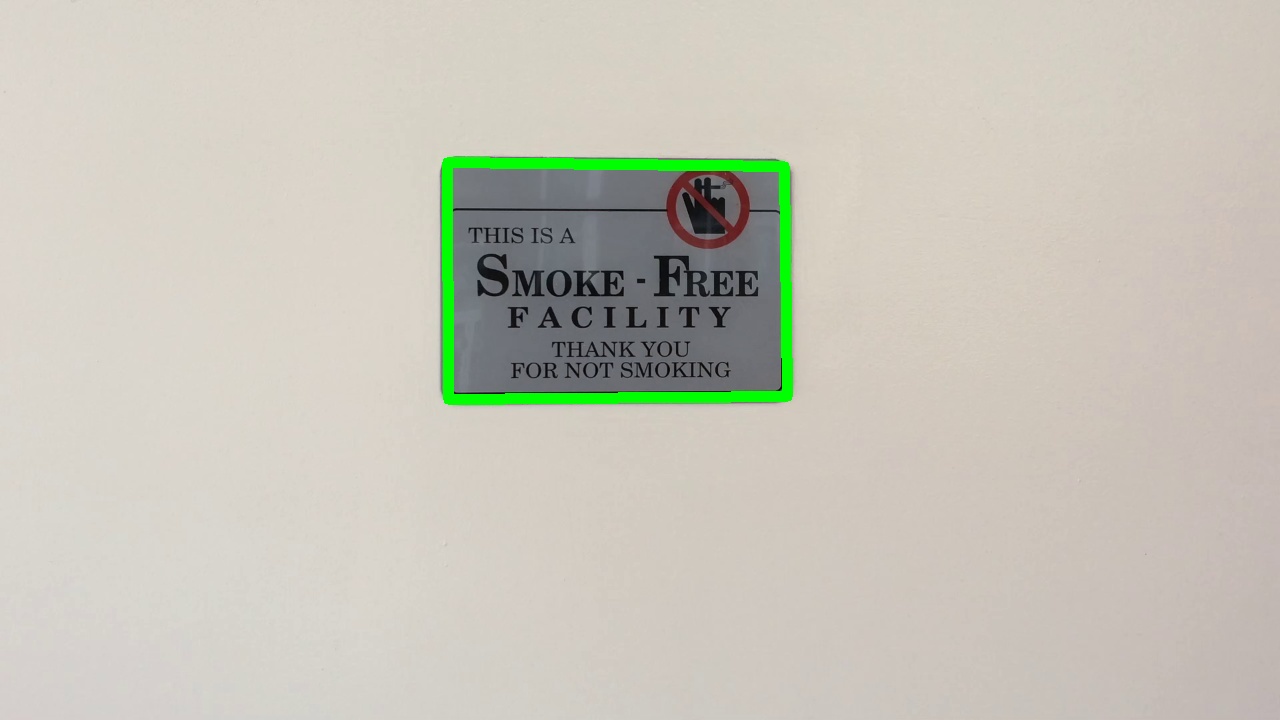 THIS IS A
SMOKE - FREE
FACILITY
THANK YOU
FOR NOT SMOKING